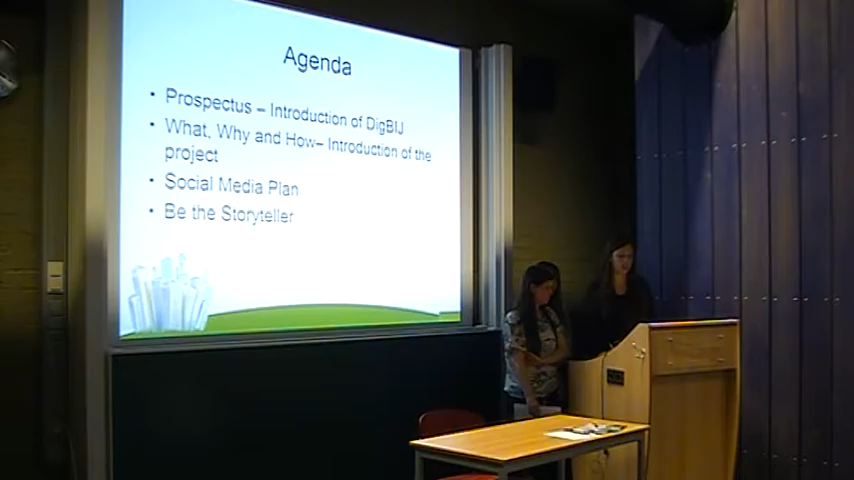 Agenda
• Prospectus – Introduction of DigBIJ
• What, Why and How– Introduction of the
project
• Social Media Plan
• Be the Storyteller